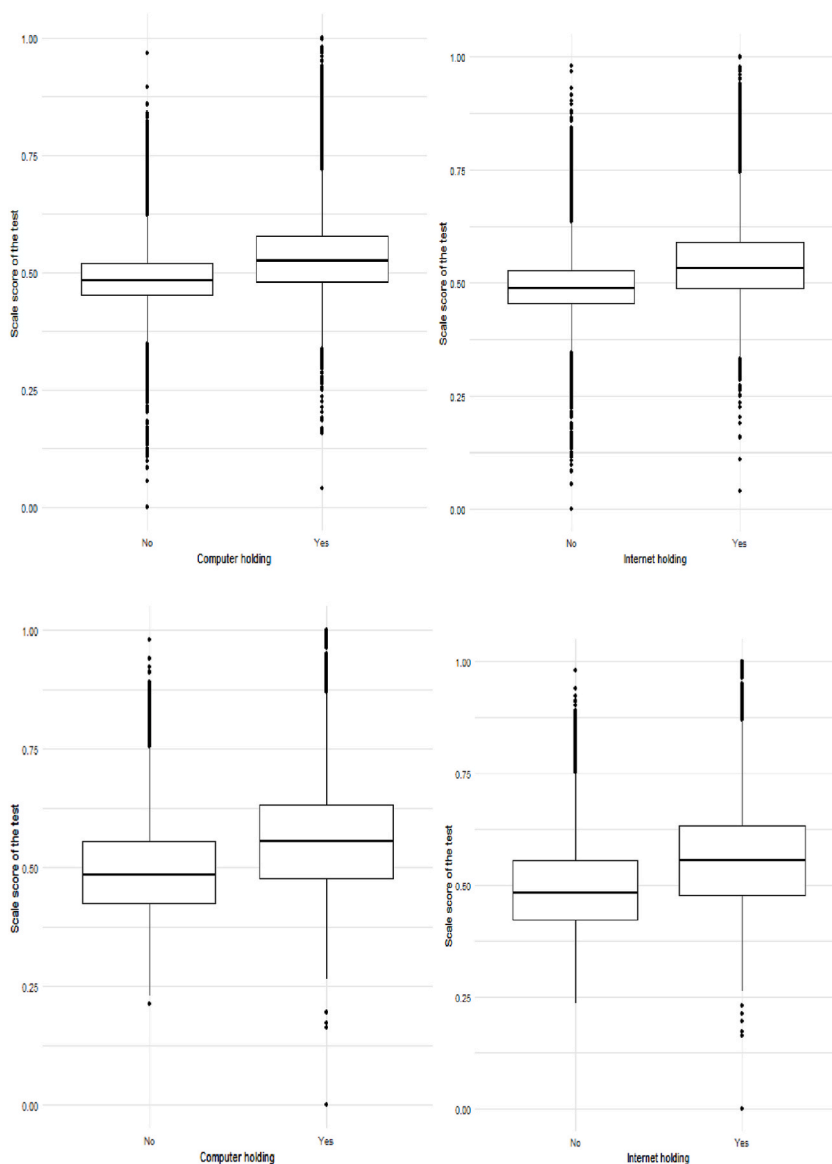 1.00
0.75
0.50
0.25
0.00
Scale score of the test
No
Yes
Computer holding
1.00
0.75
0.50
0.25
0.00
Scale score of the test
No
Yes
Internet holding
1.00
0.75
0.50
0.25
0.00
Scale score of the test
No
Yes
Computer holding
1.00
0.75
0.50
0.25
0.00
Scale score of the test
No
Yes
Internet holding